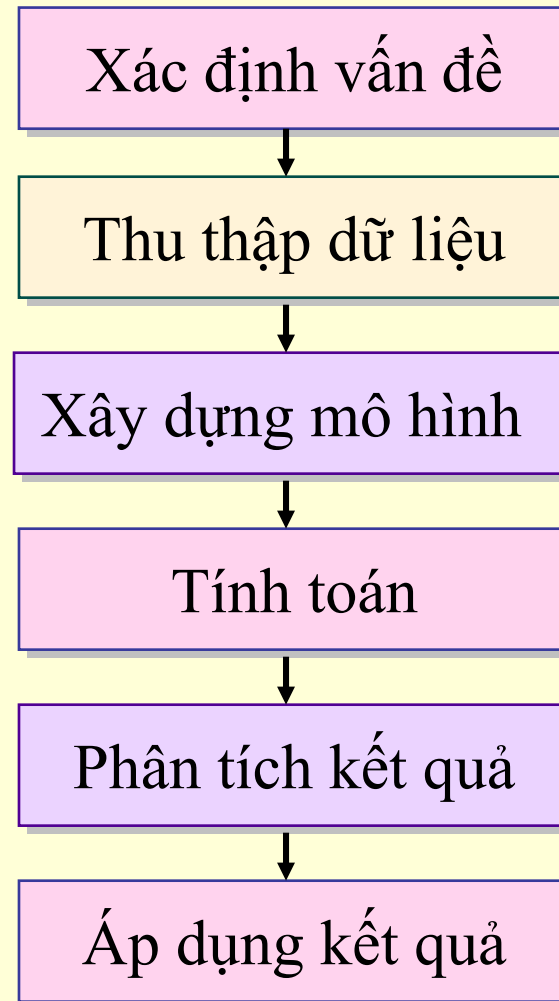 Xác định vấn đề
Thu thập dữ liệu
Xây dựng mô hình
Tính toán
Phân tích kết quả
Áp dụng kết quả